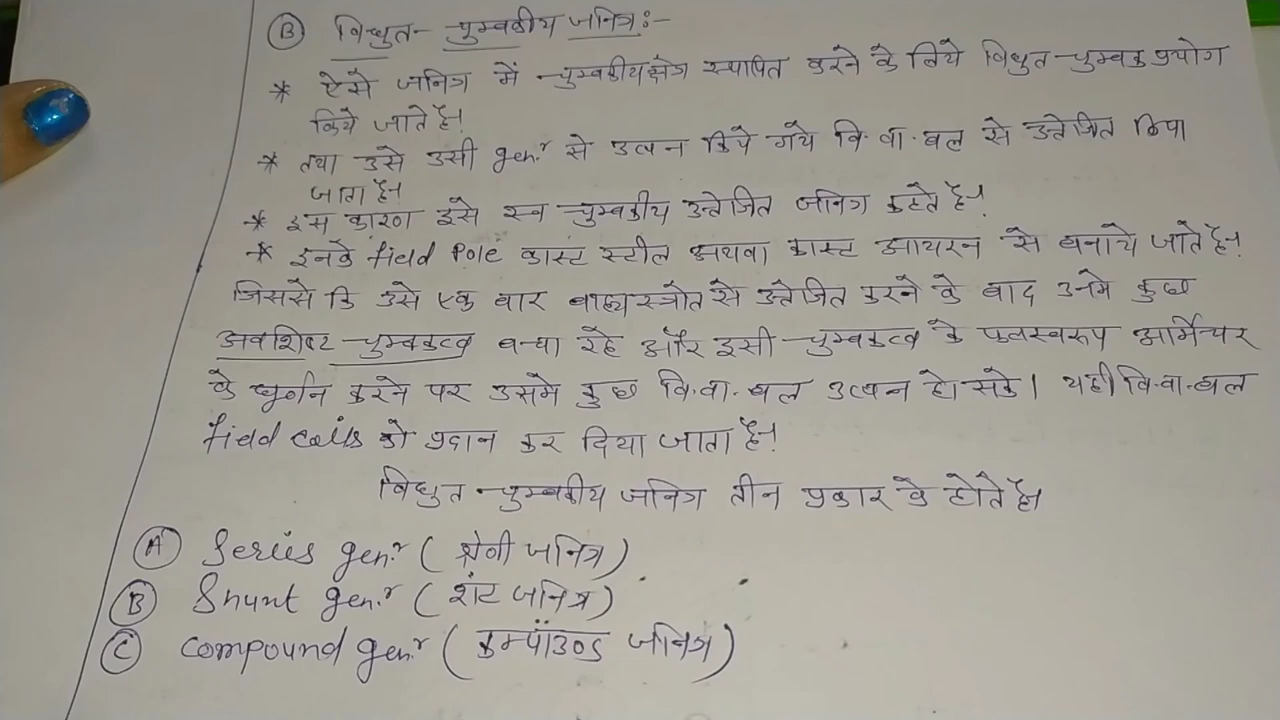 (B) विधुत- चुम्बकीय जनित्र :-
* ऐसे जनित्र में चुम्बकीय क्षेत्र स्थापित करने के लिये विधुत-चुम्बक प्रयोग
किये जाते है।
* तथा उसे उसी gen.r से उत्पन किये गये वि.वा.बल से उत्तेजित किया
जाता है।
* इस कारण इसे स्व चुम्बकीय उत्तेजित जनित्र कहते है।
* इनके field Pole कास्ट स्टील अथवा कास्ट आयरन से बनाये जाते है।
जिससे कि उसे एक बार बाह्य स्त्रोत से उत्तेजित करने के बाद उनमे कुछ
अवशिष्ट चुम्बकत्व बचा रहे और इसी चुम्बकत्व के फलस्वरूप आर्मेचर
के घूर्णन करने पर उसमे कुछ वि.वा.बल उत्पन हो सके। यही वि.वा.बल
field coils को प्रदान कर दिया जाता है।
विधुत चुम्बकीय जनित्र तीन प्रकार के होते है।
(A) Series gen.r (श्रेणी जनित्र)
(B) Shunt gen.r (शंट जनित्र)
(C) Compound gen.r (कम्पाउण्ड जनित्र)